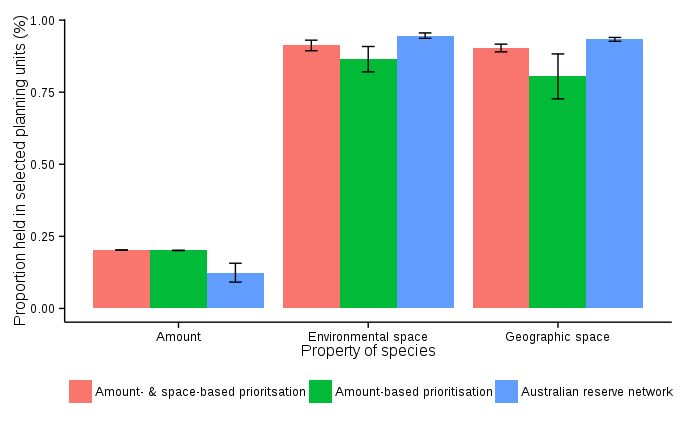 Proportion held in selected planning units (%)
1.00
0.75
0.50
0.25
0.00
Amount
Environmental space
Geographic space
Property of species
Amount- & space-based prioritsation
Amount-based prioritisation
Australian reserve network